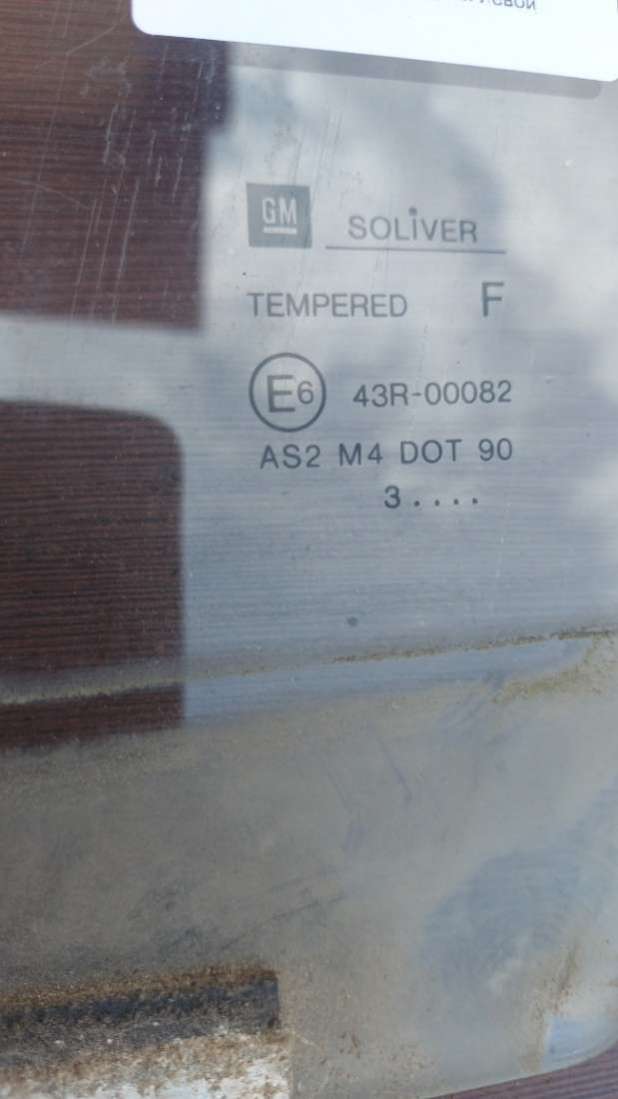 GM
SOLiVER
TEMPERED F
E6 43R-00082
AS2 M4 DOT 90
3....